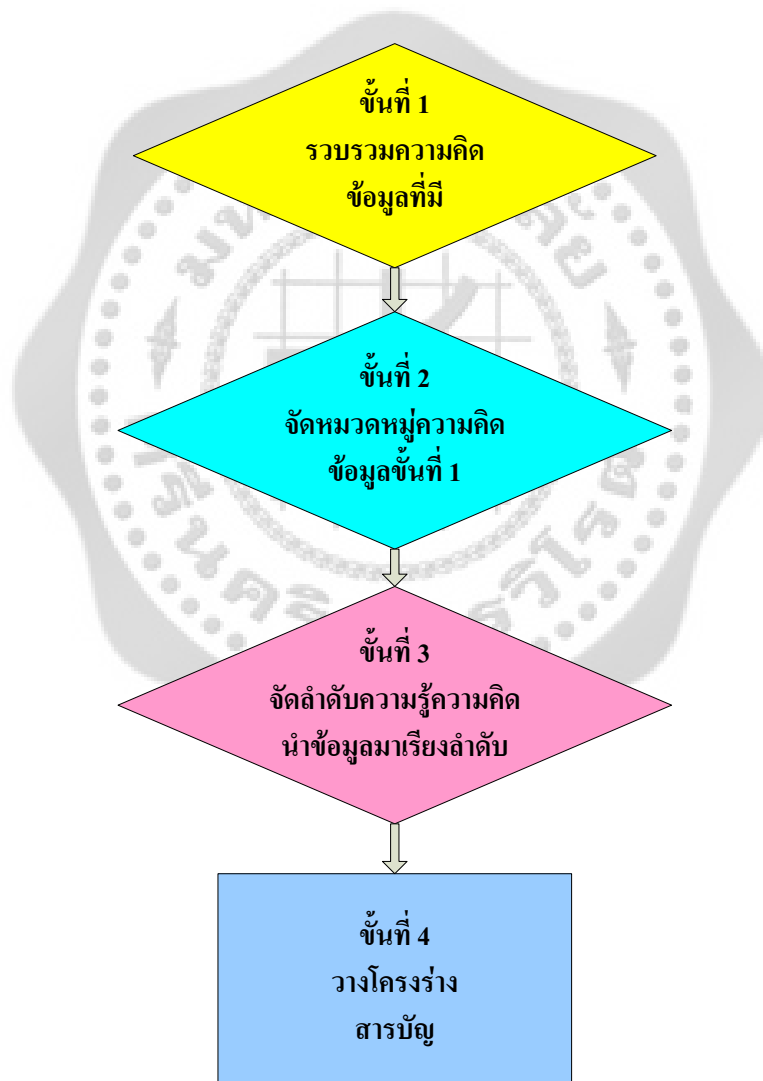 ขั้นที่ 1
รวบรวมความคิด
ข้อมูลที่มี
ขั้นที่ 2
จัดหมวดหมู่ความคิด
ข้อมูลขั้นที่ 1
ขั้นที่ 3
จัดลำดับความรู้ความคิด
นำข้อมูลมาเรียงลำดับ
ขั้นที่ 4
วางโครงร่าง
สารบัญ